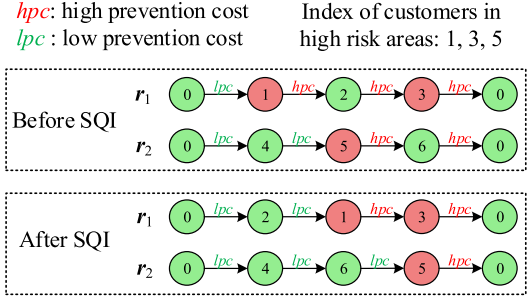 hpc: high prevention cost
lpc : low prevention cost
Index of customers in
high risk areas: 1, 3, 5
Before SQI
r1 0 lpc 1 hpc 2 hpc 3 hpc 0
r2 0 lpc 4 lpc 5 hpc 6 hpc 0
After SQI
r1 0 lpc 2 lpc 1 hpc 3 hpc 0
r2 0 lpc 4 lpc 6 lpc 5 hpc 0